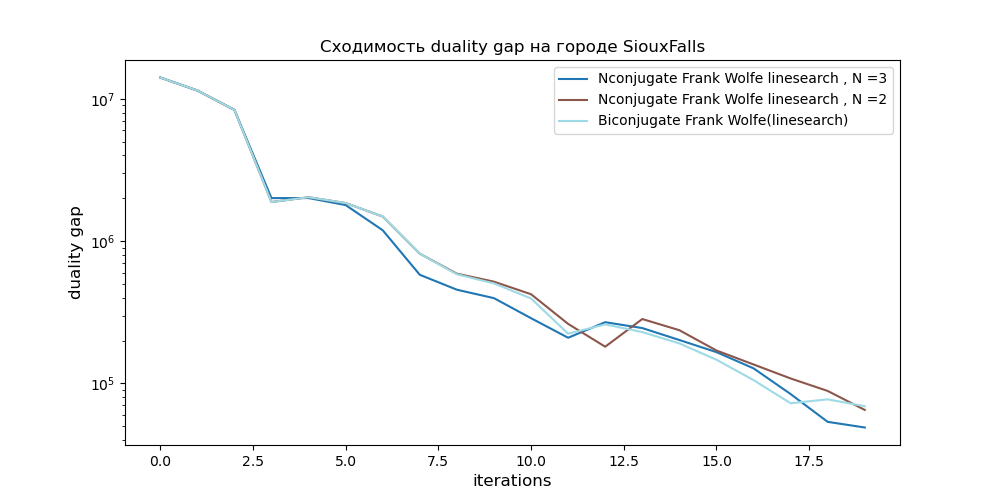 Сходимость duality gap на городе SiouxFalls
Nconjugate Frank Wolfe linesearch , N =3
Nconjugate Frank Wolfe linesearch , N =2
Biconjugate Frank Wolfe(linesearch)
duality gap
10⁷
10⁶
10⁵
0.0 2.5 5.0 7.5 10.0 12.5 15.0 17.5
iterations